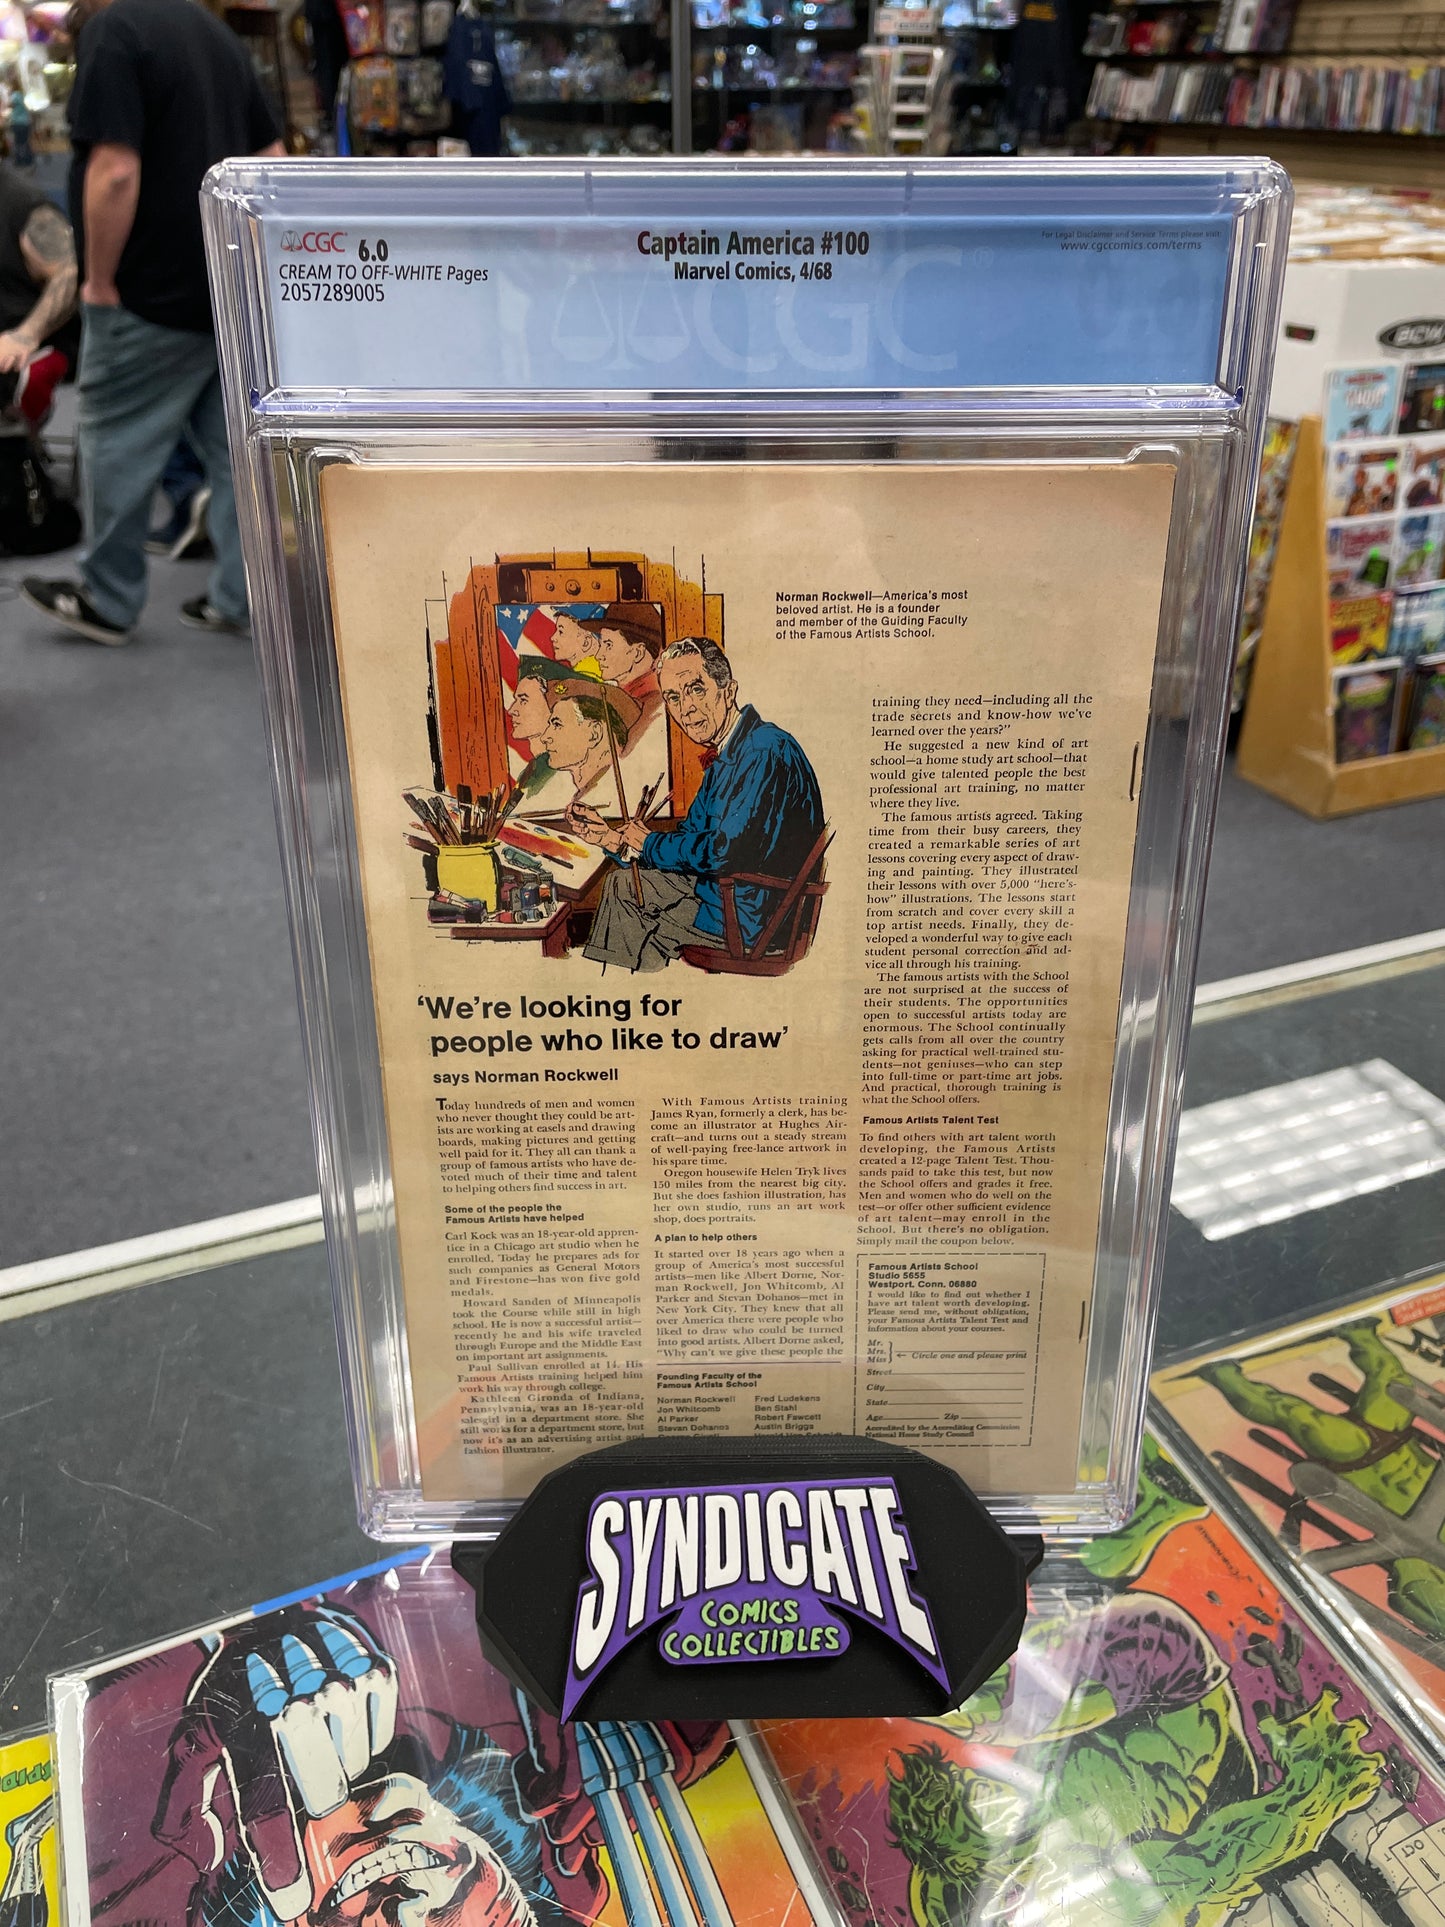 CGC 6.0
CREAM TO OFF-WHITE Pages
2057289005
Captain America #100
Marvel Comics, 4/68
For Legal Disclaimer and Service Terms please visit:
www.cgccomics.com/terms
CGC
BCW
Norman Rockwell—America's most
beloved artist. He is a founder
and member of the Guiding Faculty
of the Famous Artists School.
'We're looking for
people who like to draw'
says Norman Rockwell
Today hundreds of men and women
who never thought they could be art-
ists are working at easels and drawing
boards, making pictures and getting
well paid for it. They all can thank a
group of famous artists who have de-
voted much of their time and talent
to helping others find success in art.
Some of the people the
Famous Artists have helped
Carl Kock was an 18-year-old appren-
tice in a Chicago art studio when he
enrolled. Today he prepares ads for
such companies as General Motors
and Firestone—has won five gold
medals.
Howard Sanden of Minneapolis
took the Course while still in high
school. He is now a successful artist—
recently he and his wife traveled
through Europe and the Middle East
on important art assignments.
Paul Sullivan enrolled at 14. His
Famous Artists training helped him
work his way through college.
Kathleen Gironda of Indiana,
Pennsylvania, was an 18-year-old
salesgirl in a department store. She
still works for a department store, but
now it's as an advertising artist and
fashion illustrator.
With Famous Artists training
James Ryan, formerly a clerk, has be-
come an illustrator at Hughes Air-
craft—and turns out a steady stream
of well-paying free-lance artwork in
his spare time.
Oregon housewife Helen Tryk lives
150 miles from the nearest big city.
But she does fashion illustration, has
her own studio, runs an art work
shop, does portraits.
A plan to help others
It started over 18 years ago when a
group of America's most successful
artists—men like Albert Dorne, Nor-
man Rockwell, Jon Whitcomb, Al
Parker and Stevan Dohanos—met in
New York City. They knew that all
over America there were people who
liked to draw who could be turned
into good artists. Albert Dorne asked,
"Why can't we give these people the
Founding Faculty of the
Famous Artists School
Norman Rockwell
Jon Whitcomb
Al Parker
Stevan Dohanos
Fred Ludekens
Ben Stahl
Robert Fawcett
Austin Briggs
training they need—including all the
trade secrets and know-how we've
learned over the years?"
He suggested a new kind of art
school—a home study art school—that
would give talented people the best
professional art training, no matter
where they live.
The famous artists agreed. Taking
time from their busy careers, they
created a remarkable series of art
lessons covering every aspect of draw-
ing and painting. They illustrated
their lessons with over 5,000 "here's-
how" illustrations. The lessons start
from scratch and cover every skill a
top artist needs. Finally, they de-
veloped a wonderful way to give each
student personal correction and ad-
vice all through his training.
The famous artists with the School
are not surprised at the success of
their students. The opportunities
open to successful artists today are
enormous. The School continually
gets calls from all over the country
asking for practical well-trained stu-
dents—not geniuses—who can step
into full-time or part-time art jobs.
And practical, thorough training is
what the School offers.
Famous Artists Talent Test
To find others with art talent worth
developing, the Famous Artists
created a 12-page Talent Test. Thou-
sands paid to take this test, but now
the School offers and grades it free.
Men and women who do well on the
test—or offer other sufficient evidence
of art talent—may enroll in the
School. But there's no obligation.
Simply mail the coupon below.
Famous Artists School
Studio 5655
Westport, Conn. 06880
I would like to find out whether I
have art talent worth developing.
Please send me, without obligation,
your Famous Artists Talent Test and
information about your courses.
Mr.
Mrs.
Miss
← Circle one and please print
Street
City
State
Age Zip
Accredited by the Accrediting Commission
National Home Study Council
SYNDICATE
COMICS
COLLECTIBLES